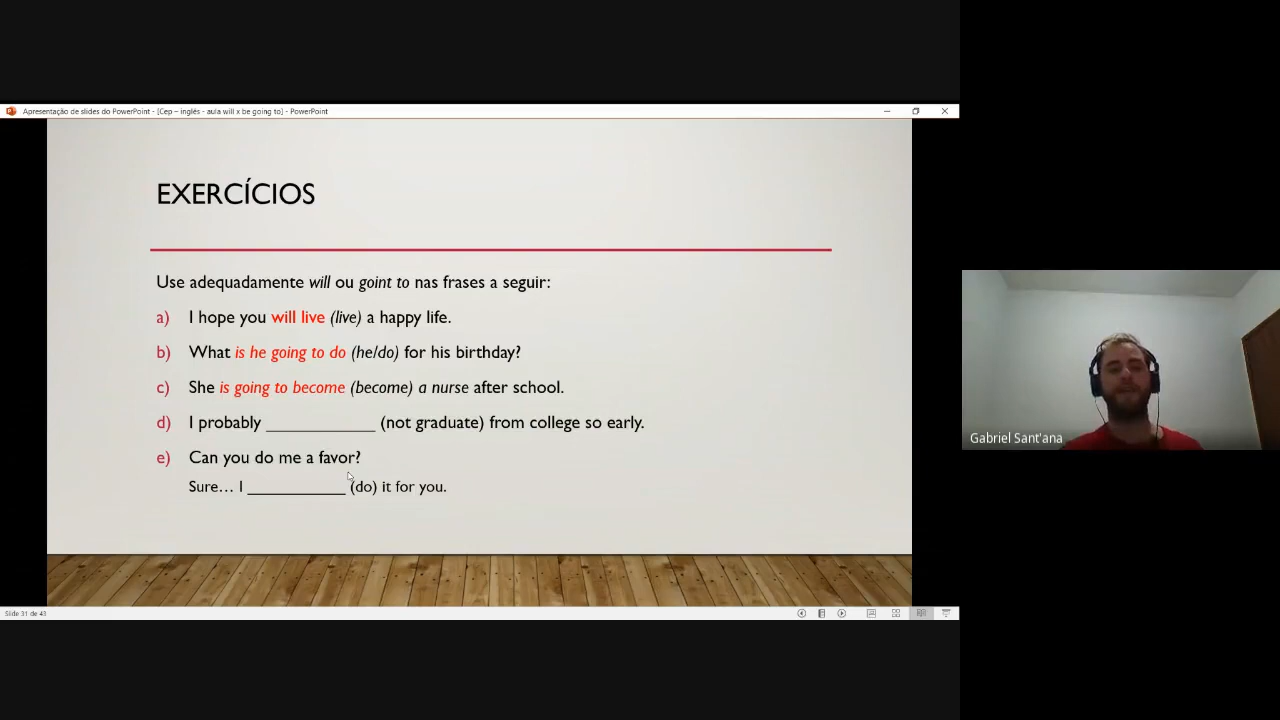 Apresentação de slides do PowerPoint - [Cep – inglês - aula will x be going to] - PowerPoint
EXERCÍCIOS
Use adequadamente will ou goint to nas frases a seguir:
a) I hope you will live (live) a happy life.
b) What is he going to do (he/do) for his birthday?
c) She is going to become (become) a nurse after school.
d) I probably ____________ (not graduate) from college so early.
e) Can you do me a favor?
Sure… I ____________ (do) it for you.
Gabriel Sant'ana
Slide 31 de 43